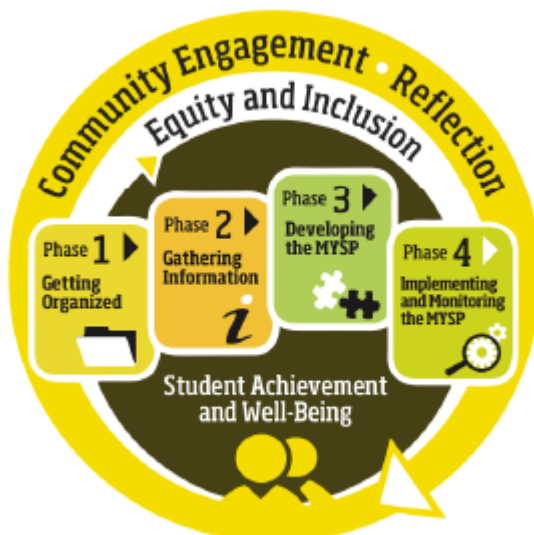 Community Engagement • Reflection
Equity and Inclusion
Phase 1
Getting
Organized
Phase 2
Gathering
Information
i
Phase 3
Developing
the MYSP
Phase 4
Implementing
and Monitoring
the MYSP
Student Achievement
and Well-Being